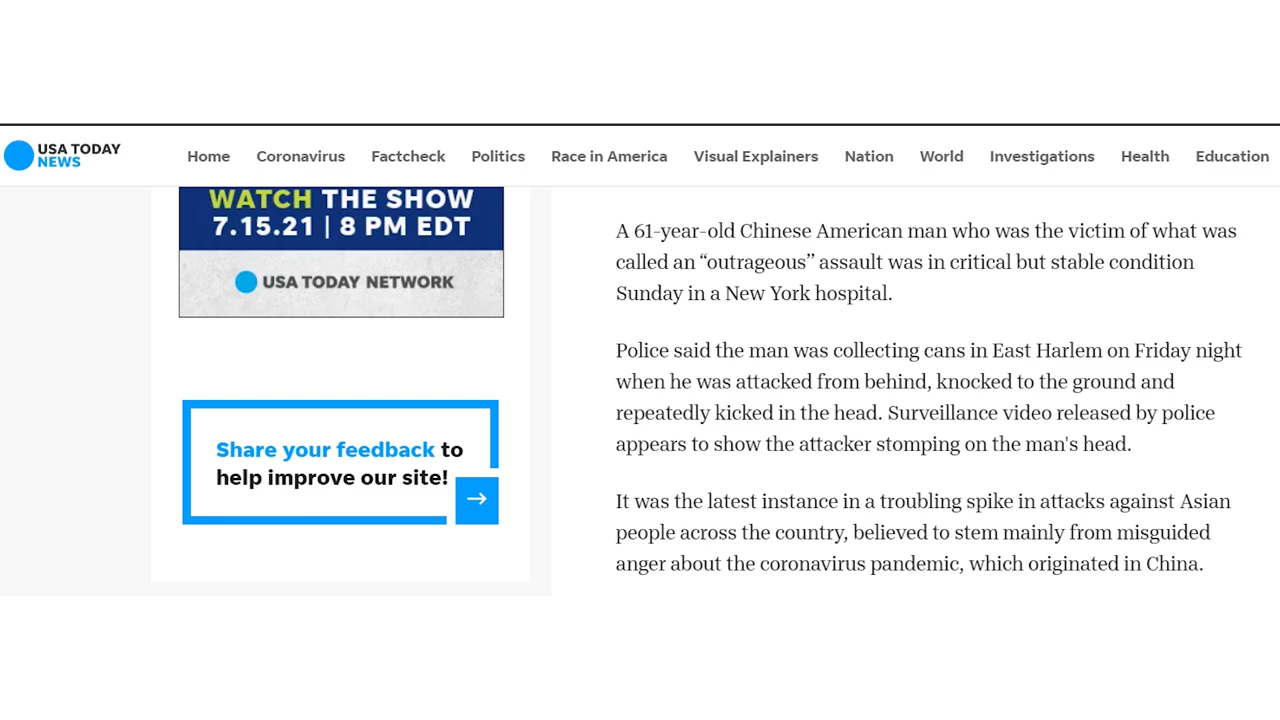 USA TODAY
NEWS
Home Coronavirus Factcheck Politics Race in America Visual Explainers Nation World Investigations Health Education
WATCH THE SHOW
7.15.21 | 8 PM EDT
USA TODAY NETWORK
Share your feedback to
help improve our site!
A 61-year-old Chinese American man who was the victim of what was
called an “outrageous” assault was in critical but stable condition
Sunday in a New York hospital.
Police said the man was collecting cans in East Harlem on Friday night
when he was attacked from behind, knocked to the ground and
repeatedly kicked in the head. Surveillance video released by police
appears to show the attacker stomping on the man's head.
It was the latest instance in a troubling spike in attacks against Asian
people across the country, believed to stem mainly from misguided
anger about the coronavirus pandemic, which originated in China.